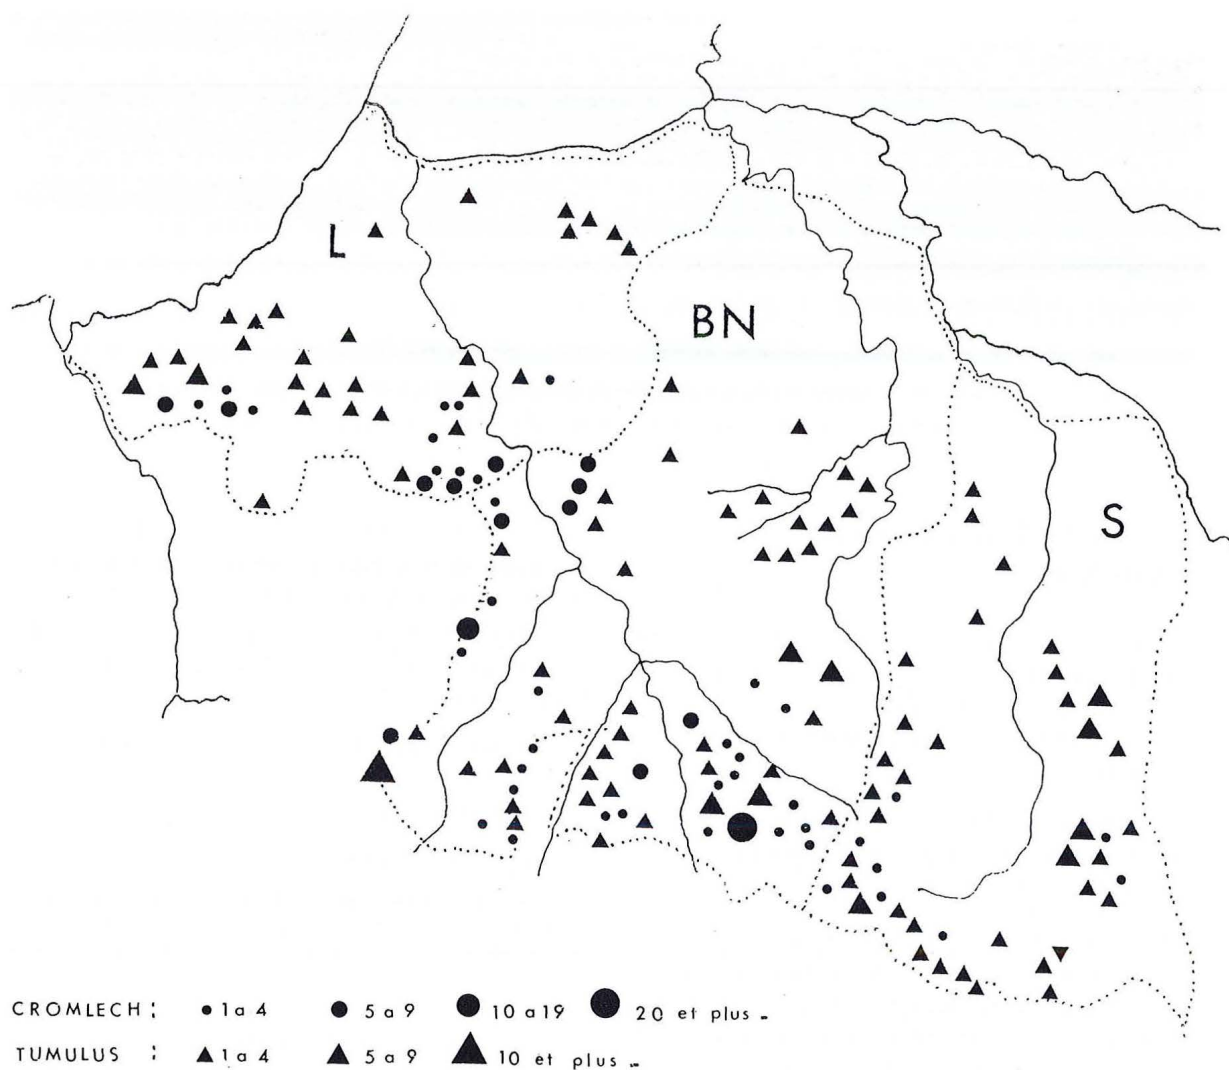 L
BN
S
CROMLECH : 1 a 4 5 a 9 10 a 19 20 et plus -
TUMULUS : 1 a 4 5 a 9 10 et plus -